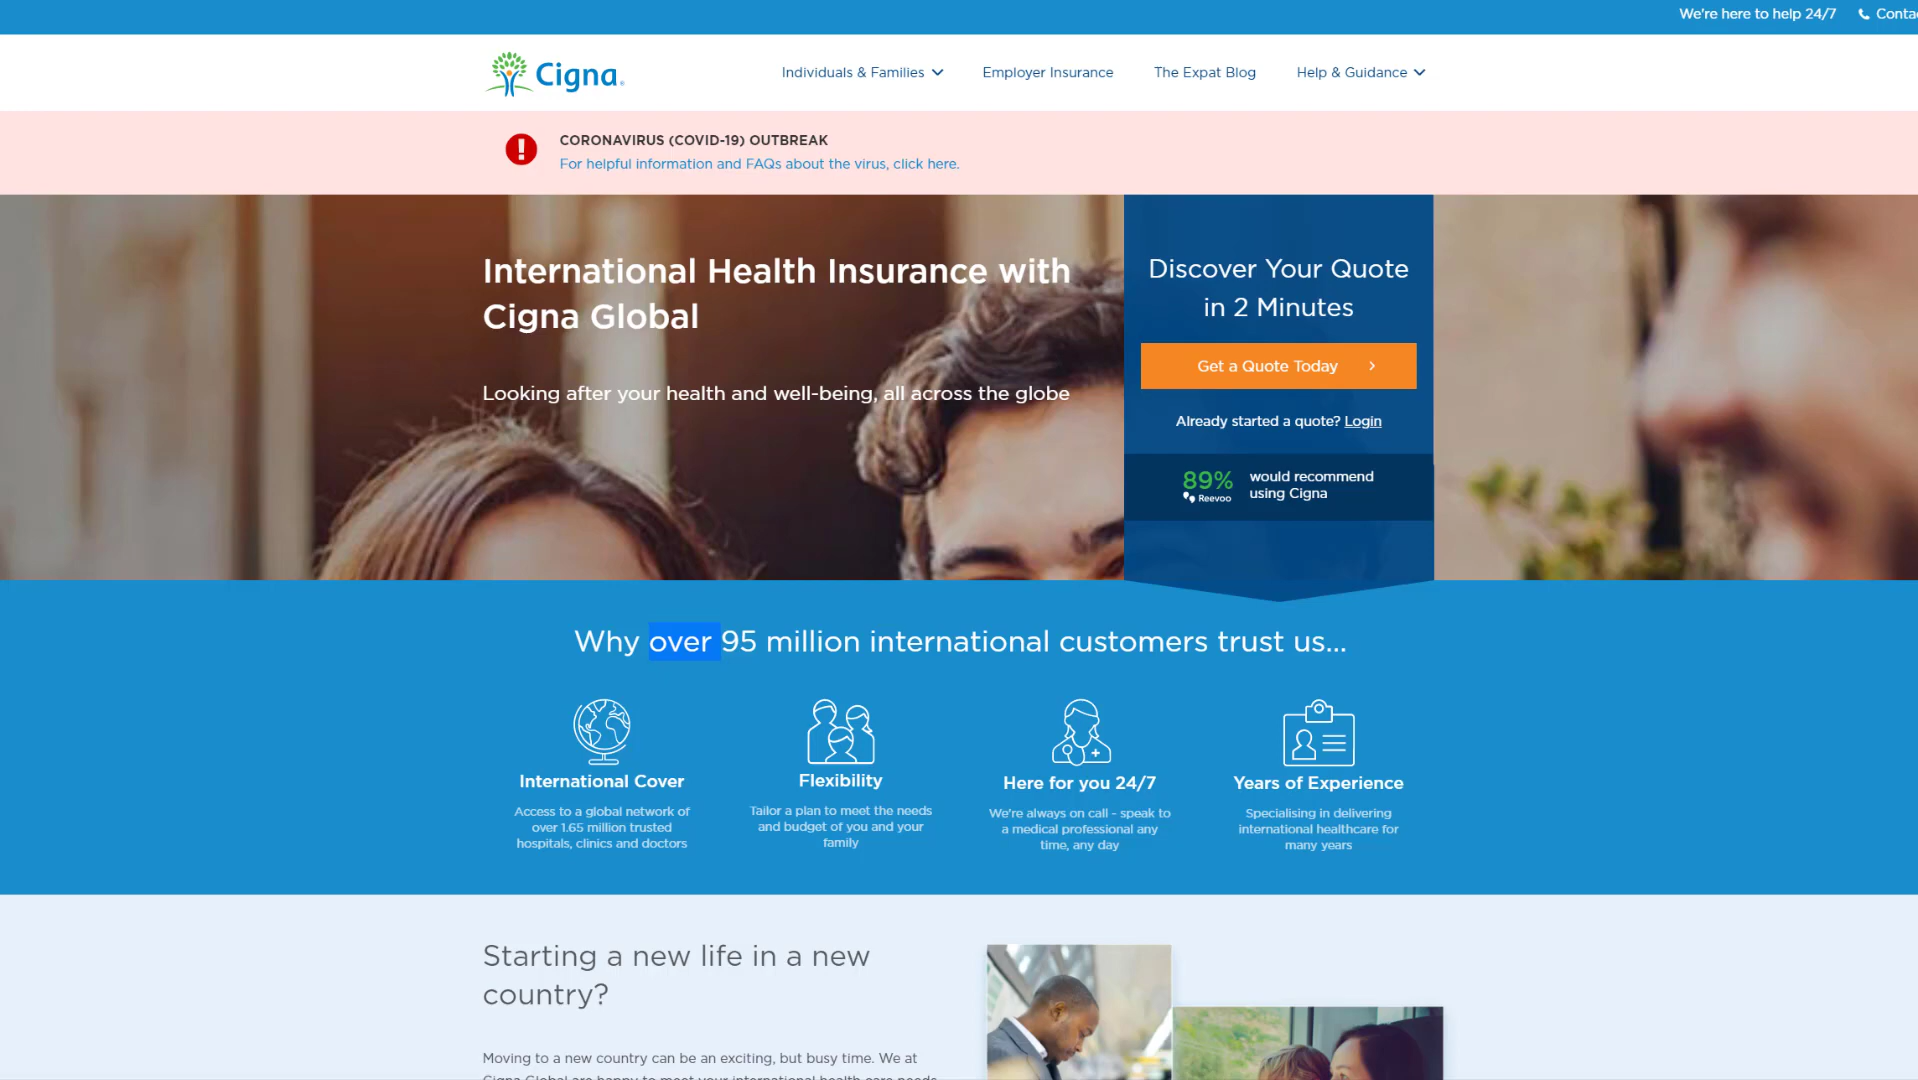 We're here to help 24/7
Cigna
Individuals & Families
Employer Insurance
The Expat Blog
Help & Guidance
CORONAVIRUS (COVID-19) OUTBREAK
For helpful information and FAQs about the virus, click here.
International Health Insurance with
Cigna Global
Looking after your health and well-being, all across the globe
Discover Your Quote
in 2 Minutes
Get a Quote Today
Already started a quote? Login
89%
Reevoo
would recommend
using Cigna
Why over 95 million international customers trust us...
International Cover
Access to a global network of
over 1.65 million trusted
hospitals, clinics and doctors
Flexibility
Tailor a plan to meet the needs
and budget of you and your
family
Here for you 24/7
We're always on call - speak to
a medical professional any
time, any day
Years of Experience
Specialising in delivering
international healthcare for
many years
Starting a new life in a new
country?
Moving to a new country can be an exciting, but busy time. We at
Cigna Global are happy to meet your international health care needs